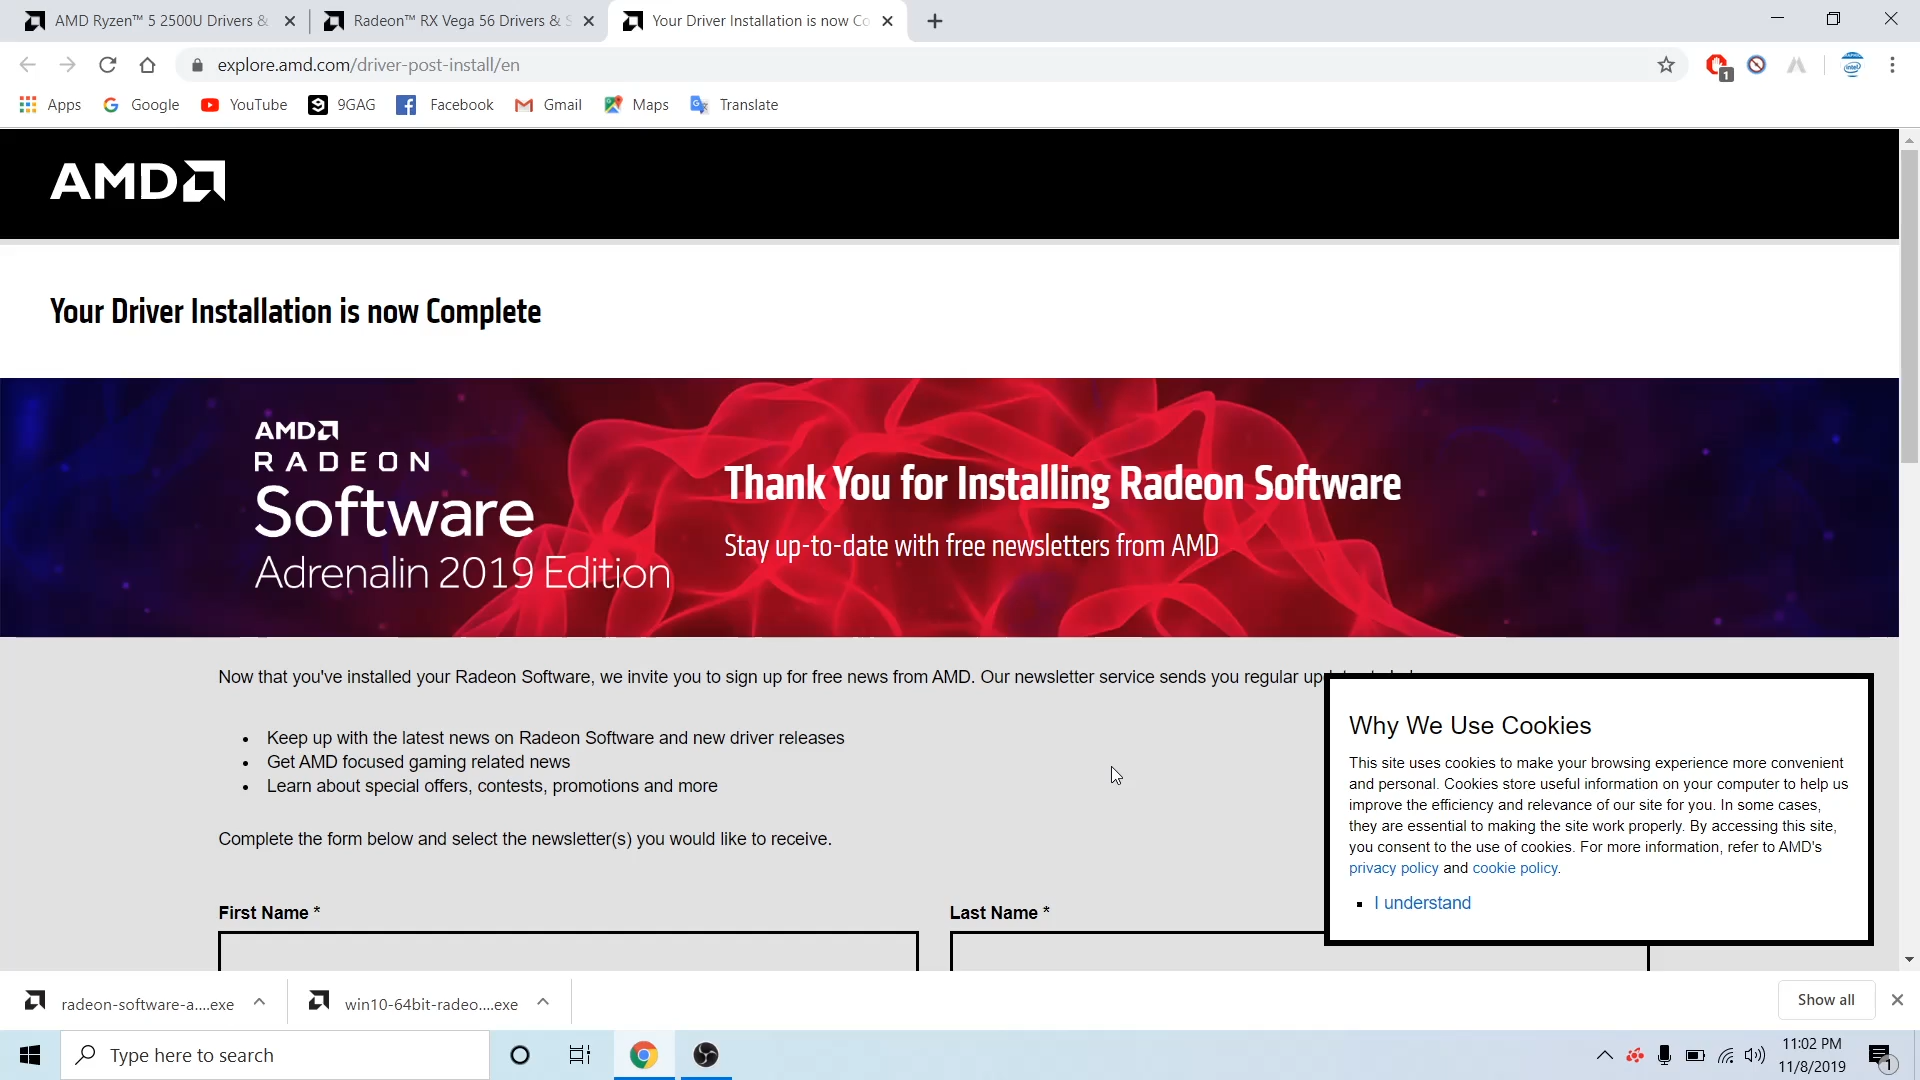 AMD Ryzen™ 5 2500U Drivers &
Radeon™ RX Vega 56 Drivers & S
Your Driver Installation is now Co
explore.amd.com/driver-post-install/en
1
intel
Apps
Google
YouTube
9GAG
Facebook
Gmail
Maps
Translate
AMD
Your Driver Installation is now Complete
AMD
RADEON
Software
Adrenalin 2019 Edition
Thank You for Installing Radeon Software
Stay up-to-date with free newsletters from AMD
Now that you've installed your Radeon Software, we invite you to sign up for free news from AMD. Our newsletter service sends you regular
• Keep up with the latest news on Radeon Software and new driver releases
• Get AMD focused gaming related news
• Learn about special offers, contests, promotions and more
Complete the form below and select the newsletter(s) you would like to receive.
First Name *
Last Name *
Why We Use Cookies
This site uses cookies to make your browsing experience more convenient
and personal. Cookies store useful information on your computer to help us
improve the efficiency and relevance of our site for you. In some cases,
they are essential to making the site work properly. By accessing this site,
you consent to the use of cookies. For more information, refer to AMD's
privacy policy and cookie policy.
▪ I understand
radeon-software-a....exe
win10-64bit-radeo....exe
Show all
Type here to search
11:02 PM
11/8/2019
1